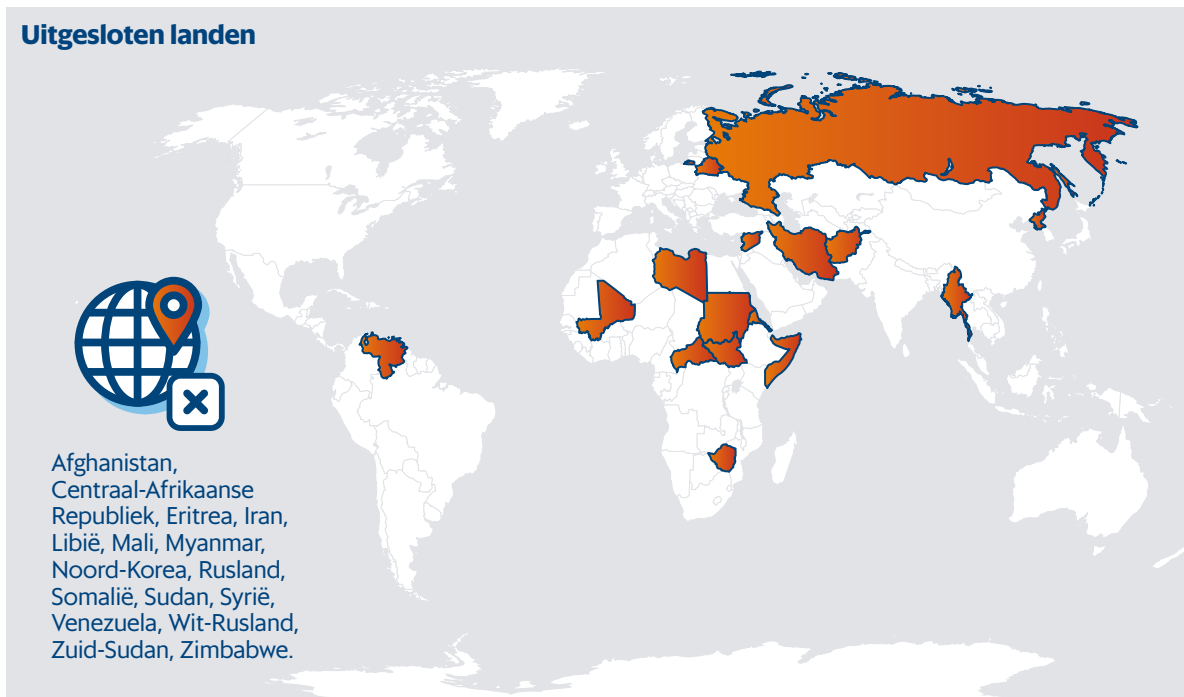 Uitgesloten landen
Afghanistan,
Centraal-Afrikaanse
Republiek, Eritrea, Iran,
Libië, Mali, Myanmar,
Noord-Korea, Rusland,
Somalië, Sudan, Syrië,
Venezuela, Wit-Rusland,
Zuid-Sudan, Zimbabwe.